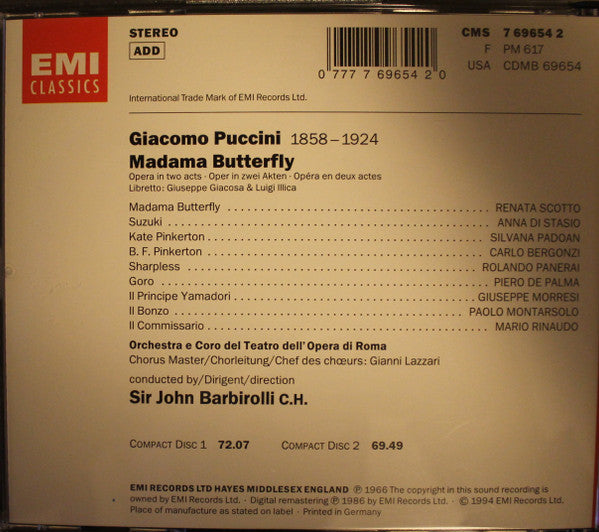 EMI
CLASSICS
STEREO
ADD
CMS 7 69654 2
F PM 617
USA CDMB 69654
0 777 7 69654 2 0
International Trade Mark of EMI Records Ltd.
Giacomo Puccini 1858–1924
Madama Butterfly
Opera in two acts · Oper in zwei Akten · Opéra en deux actes
Libretto: Giuseppe Giacosa & Luigi Illica
Madama Butterfly RENATA SCOTTO
Suzuki ANNA DI STASIO
Kate Pinkerton SILVANA PADOAN
B. F. Pinkerton CARLO BERGONZI
Sharpless ROLANDO PANERAI
Goro PIERO DE PALMA
Il Principe Yamadori GIUSEPPE MORRESI
Il Bonzo PAOLO MONTARSOLO
Il Commissario MARIO RINAUDO
Orchestra e Coro del Teatro dell'Opera di Roma
Chorus Master/Chorleitung/Chef des chœurs: Gianni Lazzari
conducted by/Dirigent/direction
Sir John Barbirolli C.H.
COMPACT DISC 1 72.07 COMPACT DISC 2 69.49
EMI RECORDS LTD HAYES MIDDLESEX ENGLAND ℗ 1966 The copyright in this sound recording is
owned by EMI Records Ltd. · Digital remastering ℗ 1986 by EMI Records Ltd. · © 1994 EMI Records Ltd.
Place of manufacture as stated on label · Printed in Germany